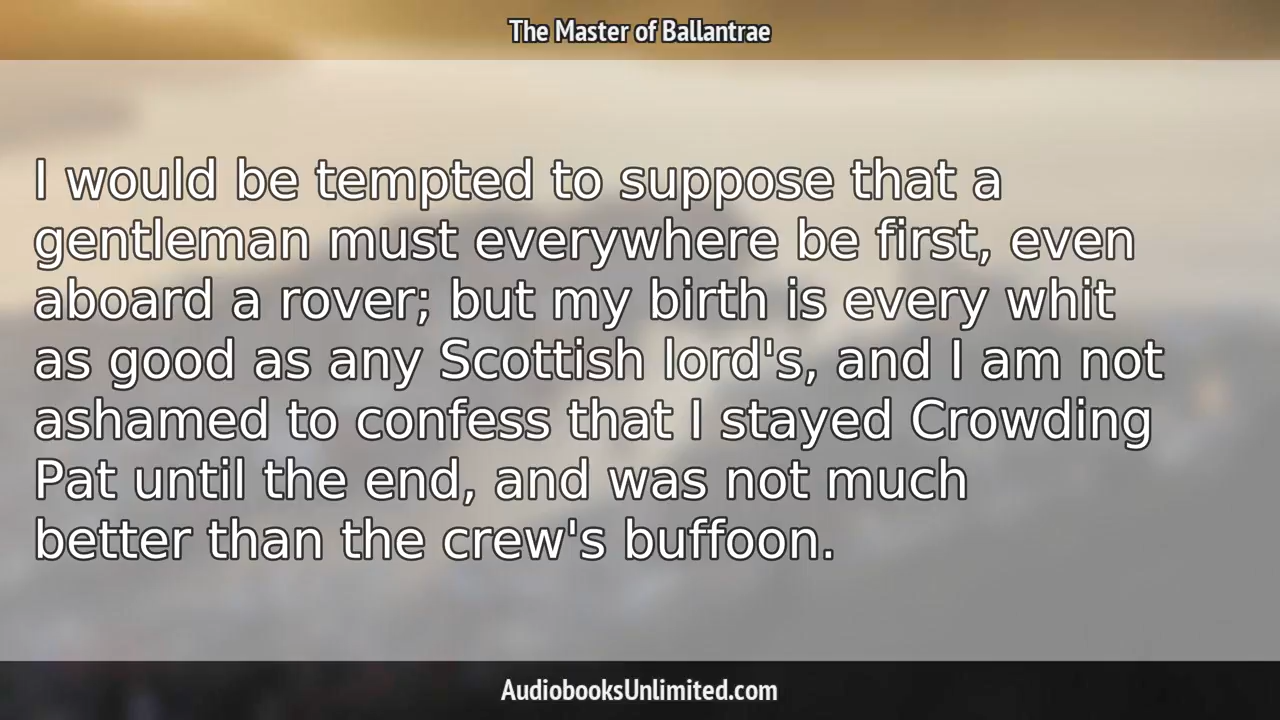 The Master of Ballantrae
I would be tempted to suppose that a
gentleman must everywhere be first, even
aboard a rover; but my birth is every whit
as good as any Scottish lord's, and I am not
ashamed to confess that I stayed Crowding
Pat until the end, and was not much
better than the crew's buffoon.
AudiobooksUnlimited.com